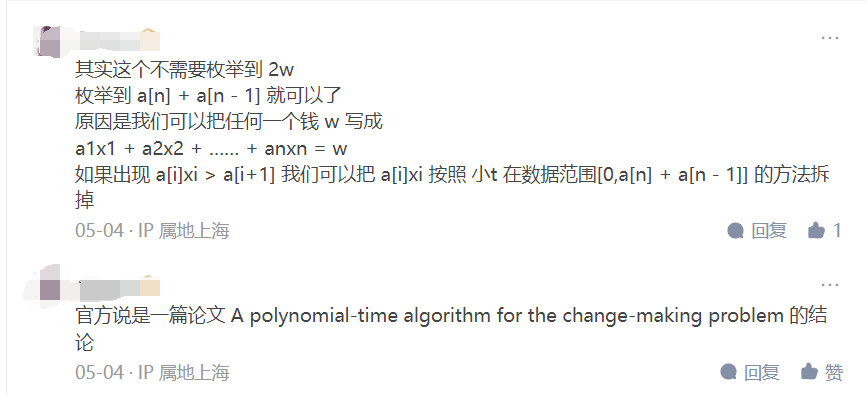 其实这个不需要枚举到 2w
枚举到 a[n] + a[n - 1] 就可以了
原因是我们可以把任何一个钱 w 写成
a1x1 + a2x2 + ...... + anxn = w
如果出现 a[i]xi > a[i+1] 我们可以把 a[i]xi 按照 小t 在数据范围[0,a[n] + a[n - 1]] 的方法拆
掉
05-04 · IP 属地上海 回复 1
官方说是一篇论文 A polynomial-time algorithm for the change-making problem 的结
论
05-04 · IP 属地上海 回复 赞